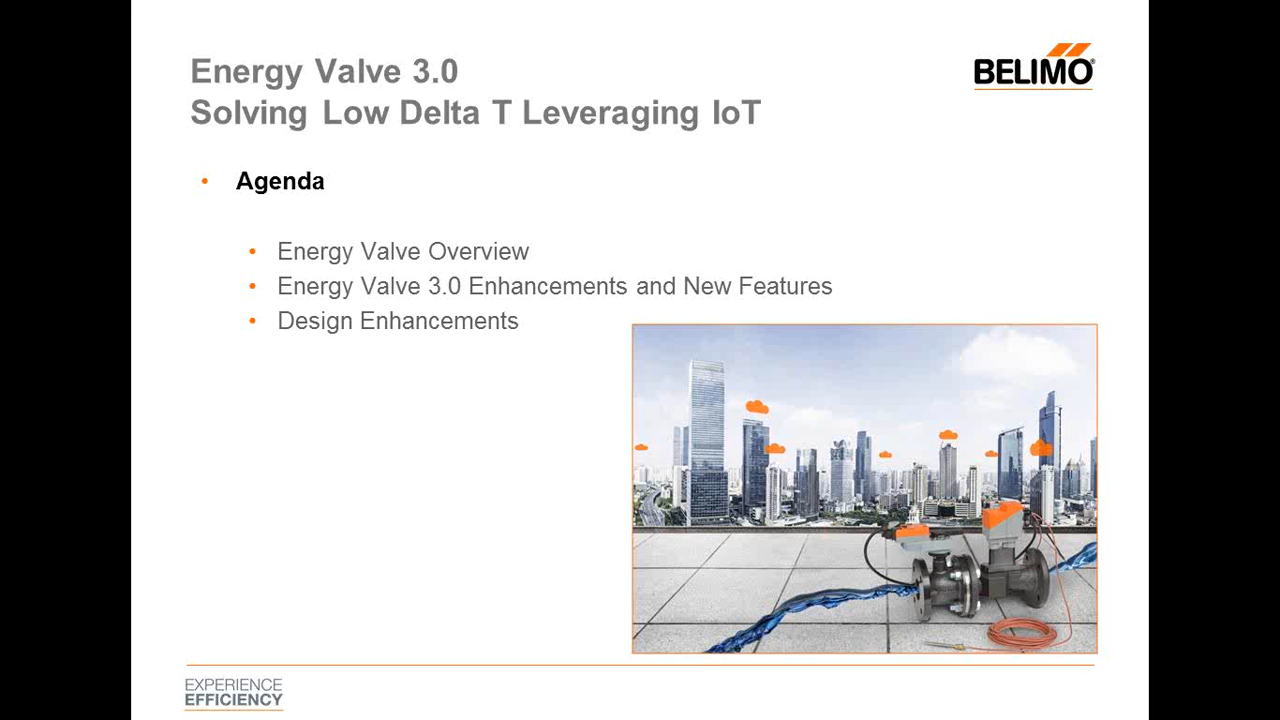 Energy Valve 3.0
Solving Low Delta T Leveraging IoT
BELIMO®
• Agenda
• Energy Valve Overview
• Energy Valve 3.0 Enhancements and New Features
• Design Enhancements
EXPERIENCE
EFFICIENCY